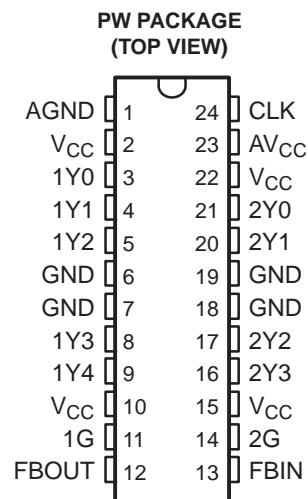 PW PACKAGE
(TOP VIEW)
AGND 1 24 CLK
VCC 2 23 AVCC
1Y0 3 22 VCC
1Y1 4 21 2Y0
1Y2 5 20 2Y1
GND 6 19 GND
GND 7 18 GND
1Y3 8 17 2Y2
1Y4 9 16 2Y3
VCC 10 15 VCC
1G 11 14 2G
FBOUT 12 13 FBIN